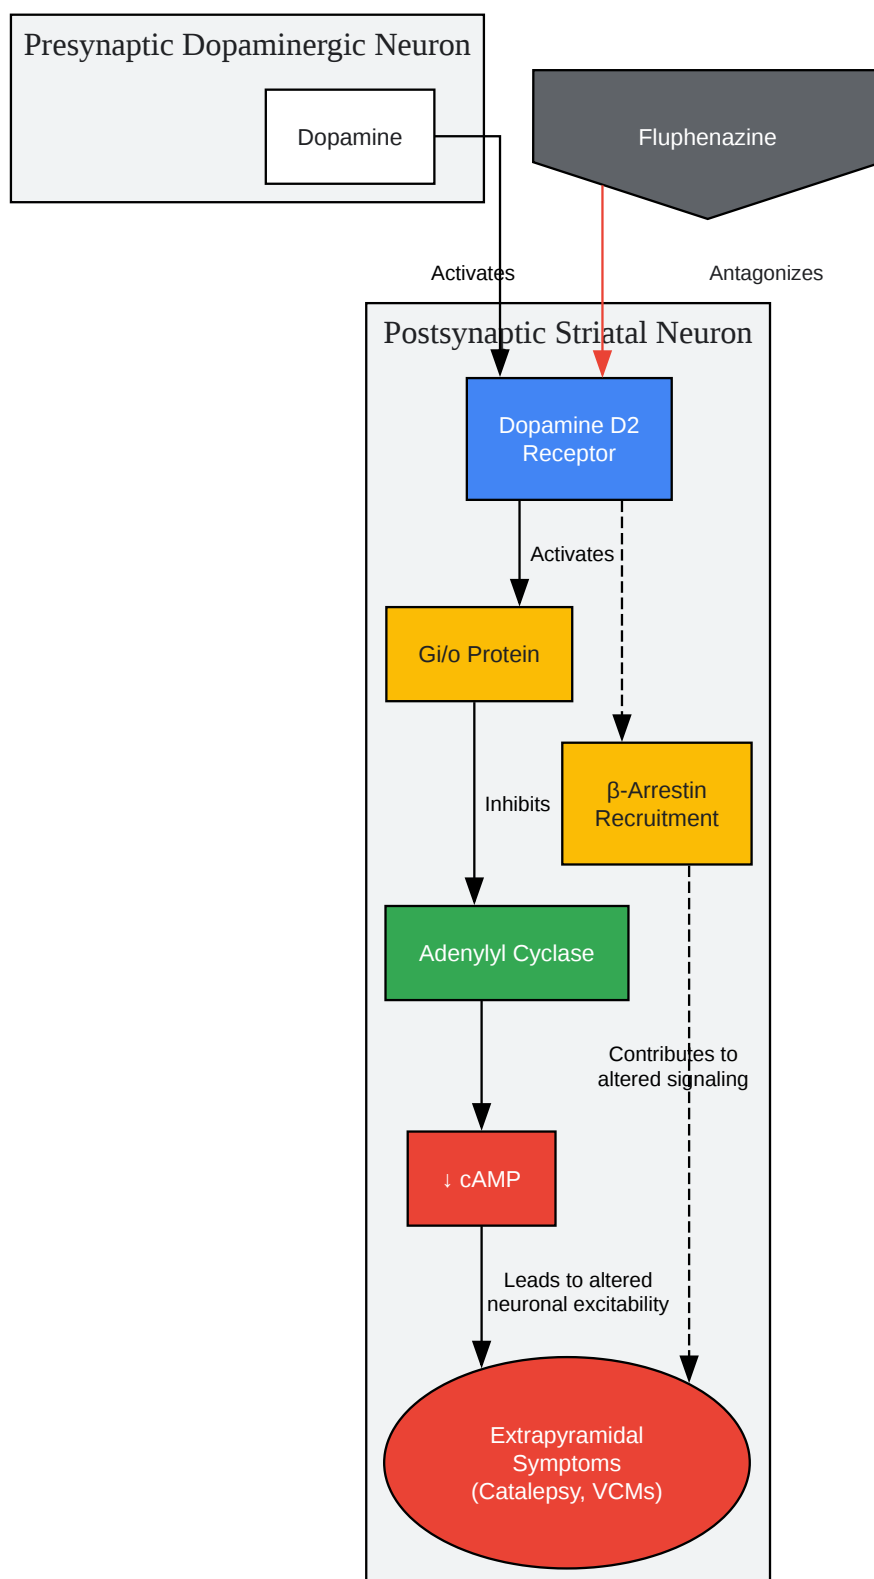 Presynaptic Dopaminergic Neuron
Dopamine
Fluphenazine
Activates
Antagonizes
Postsynaptic Striatal Neuron
Dopamine D2
Receptor
Activates
Gi/o Protein
β-Arrestin
Recruitment
Inhibits
Adenylyl Cyclase
Contributes to
altered signaling
↓ cAMP
Leads to altered
neuronal excitability
Extrapyramidal
Symptoms
(Catalepsy, VCMs)